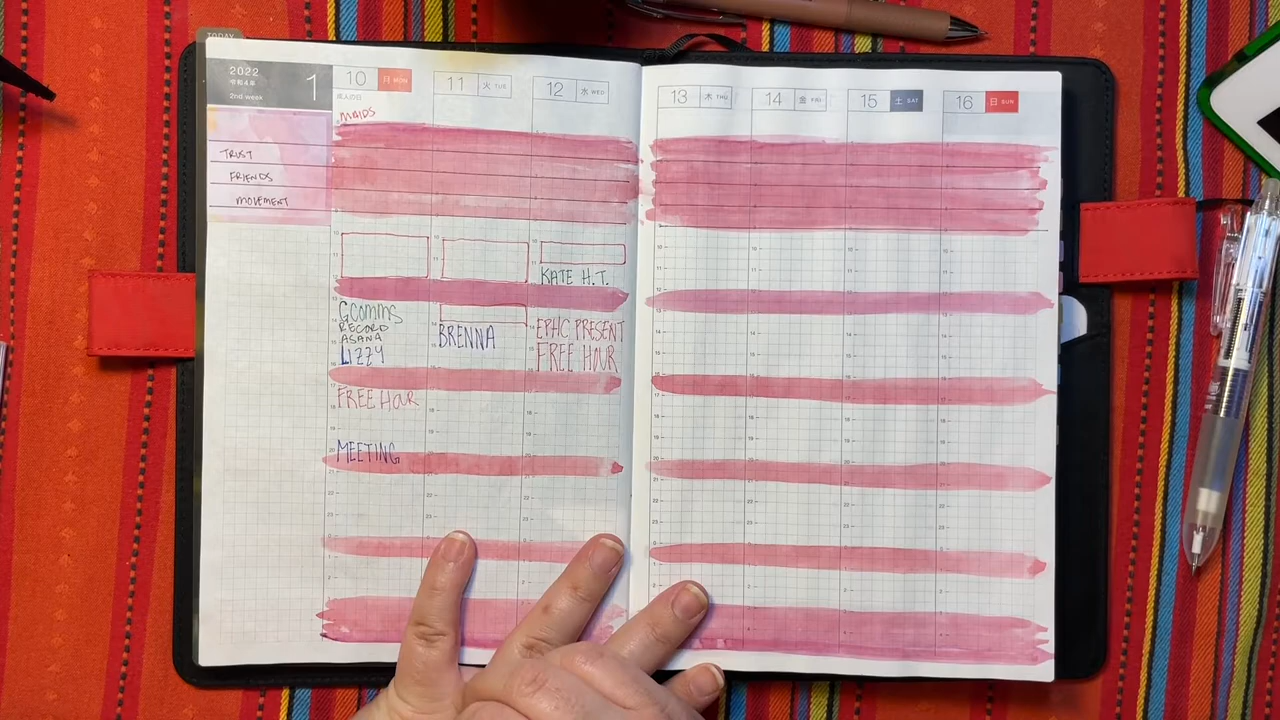 TODAY
2022
令和4年
2nd week
1
10 月 MON
成人の日
11 火 TUE
12 水 WED
13 木 THU
14 金 FRI
15 土 SAT
16 日 SUN
MAIDS
TRUST
FRIENDS
MOVEMENT
KATE H.T.
GCOMMS
RECORD
ASANA
LIZZY
BRENNA
EPHC PRESENT
FREE HOUR
FREE HOUR
MEETING